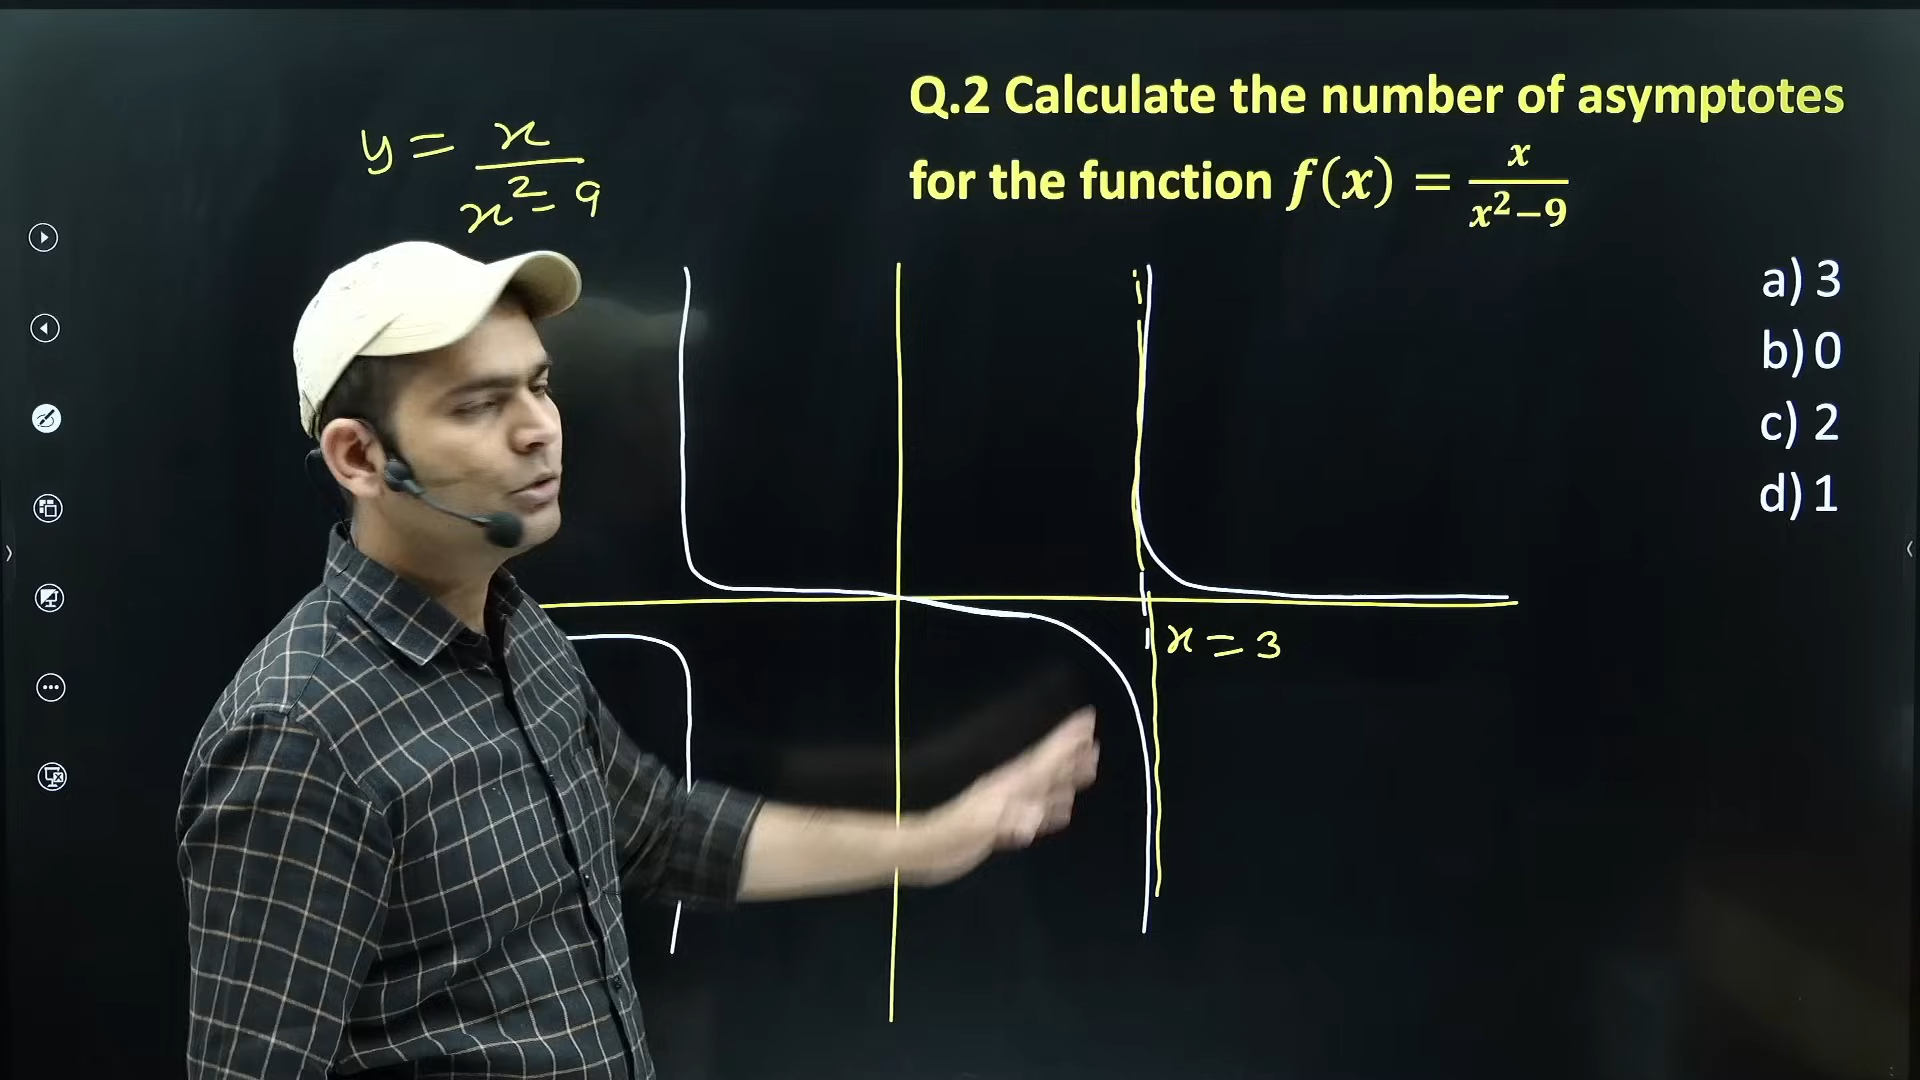 Q.2 Calculate the number of asymptotes
for the function f(x) = x/(x²−9)
y = x/(x²−9)
a) 3
b) 0
c) 2
d) 1
x = 3